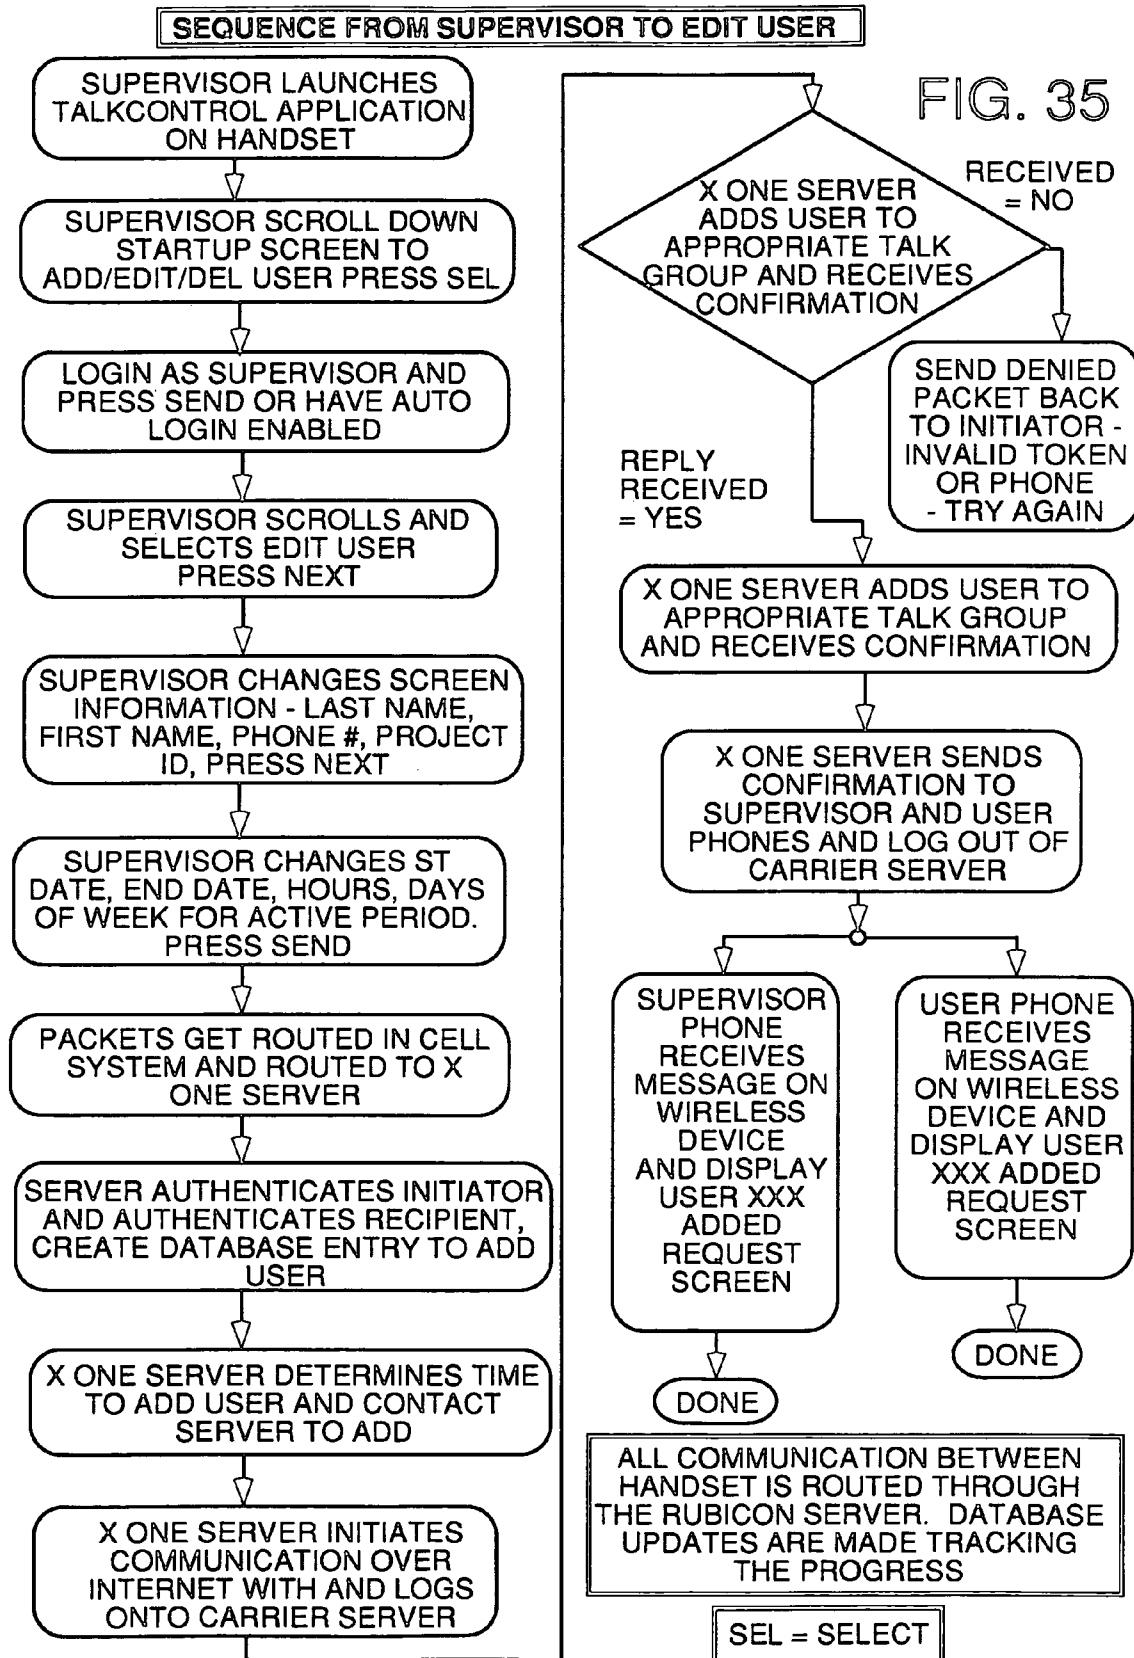 SEQUENCE FROM SUPERVISOR TO EDIT USER
SUPERVISOR LAUNCHES
TALKCONTROL APPLICATION
ON HANDSET
SUPERVISOR SCROLL DOWN
STARTUP SCREEN TO
ADD/EDIT/DEL USER PRESS SEL
LOGIN AS SUPERVISOR AND
PRESS SEND OR HAVE AUTO
LOGIN ENABLED
SUPERVISOR SCROLLS AND
SELECTS EDIT USER
PRESS NEXT
SUPERVISOR CHANGES SCREEN
INFORMATION - LAST NAME,
FIRST NAME, PHONE #, PROJECT
ID, PRESS NEXT
SUPERVISOR CHANGES ST
DATE, END DATE, HOURS, DAYS
OF WEEK FOR ACTIVE PERIOD.
PRESS SEND
PACKETS GET ROUTED IN CELL
SYSTEM AND ROUTED TO X
ONE SERVER
SERVER AUTHENTICATES INITIATOR
AND AUTHENTICATES RECIPIENT,
CREATE DATABASE ENTRY TO ADD
USER
X ONE SERVER DETERMINES TIME
TO ADD USER AND CONTACT
SERVER TO ADD
X ONE SERVER INITIATES
COMMUNICATION OVER
INTERNET WITH AND LOGS
ONTO CARRIER SERVER
FIG. 35
X ONE SERVER
ADDS USER TO
APPROPRIATE TALK
GROUP AND RECEIVES
CONFIRMATION
RECEIVED
= NO
SEND DENIED
PACKET BACK
TO INITIATOR -
INVALID TOKEN
OR PHONE
- TRY AGAIN
REPLY
RECEIVED
= YES
X ONE SERVER ADDS USER TO
APPROPRIATE TALK GROUP
AND RECEIVES CONFIRMATION
X ONE SERVER SENDS
CONFIRMATION TO
SUPERVISOR AND USER
PHONES AND LOG OUT OF
CARRIER SERVER
SUPERVISOR
PHONE
RECEIVES
MESSAGE ON
WIRELESS
DEVICE
AND DISPLAY
USER XXX
ADDED
REQUEST
SCREEN
DONE
USER PHONE
RECEIVES
MESSAGE
ON WIRELESS
DEVICE AND
DISPLAY USER
XXX ADDED
REQUEST
SCREEN
DONE
ALL COMMUNICATION BETWEEN
HANDSET IS ROUTED THROUGH
THE RUBICON SERVER. DATABASE
UPDATES ARE MADE TRACKING
THE PROGRESS
SEL = SELECT